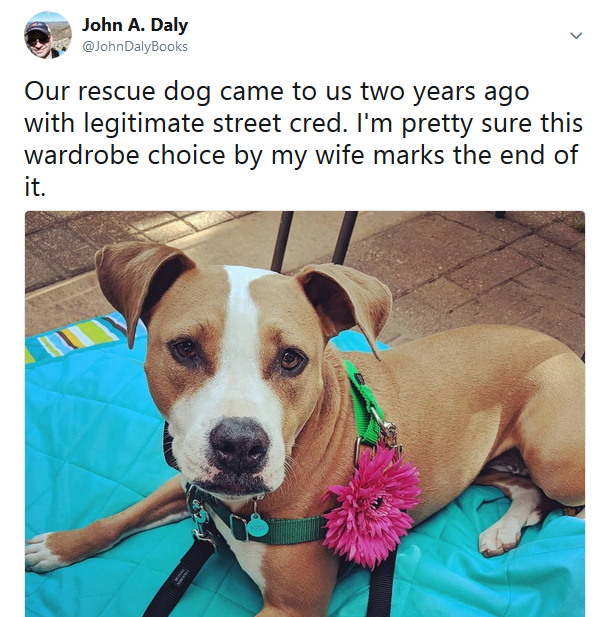 John A. Daly
@JohnDalyBooks
Our rescue dog came to us two years ago
with legitimate street cred. I'm pretty sure this
wardrobe choice by my wife marks the end of
it.